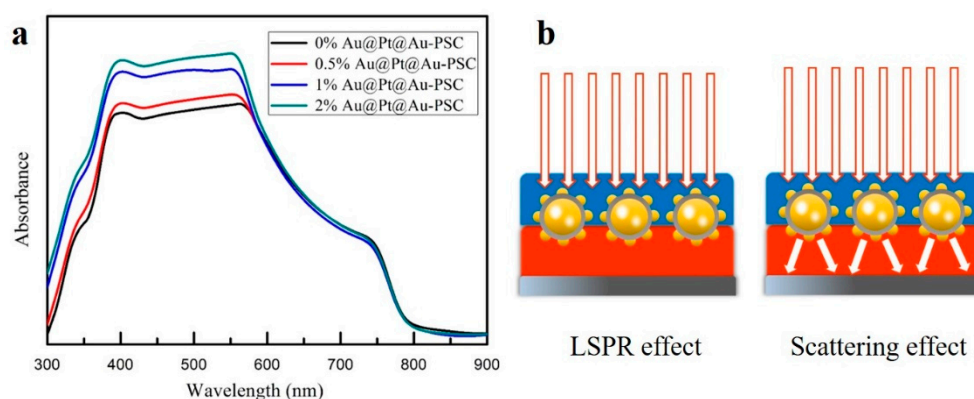 a
0% Au@Pt@Au-PSC
0.5% Au@Pt@Au-PSC
1% Au@Pt@Au-PSC
2% Au@Pt@Au-PSC
Absorbance
300 400 500 600 700 800 900
Wavelength (nm)
b
LSPR effect
Scattering effect